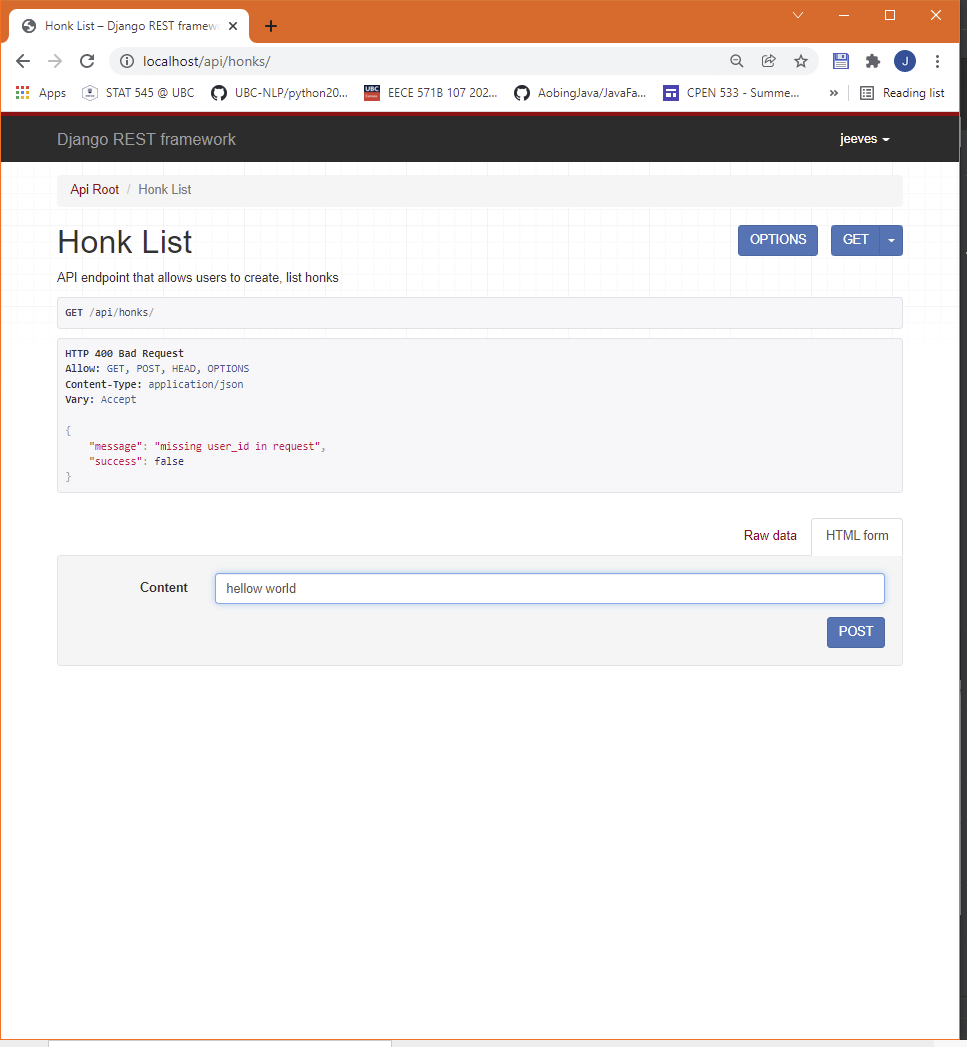 Honk List – Django REST framew
localhost/api/honks/
Apps STAT 545 @ UBC UBC-NLP/python20... UBC EECE 571B 107 202... AobingJava/JavaFa... CPEN 533 - Summe... » Reading list
J
Django REST framework jeeves
Api Root / Honk List
Honk List OPTIONS GET
API endpoint that allows users to create, list honks
GET /api/honks/
HTTP 400 Bad Request
Allow: GET, POST, HEAD, OPTIONS
Content-Type: application/json
Vary: Accept
{
"message": "missing user_id in request",
"success": false
}
Raw data HTML form
Content hellow world
POST